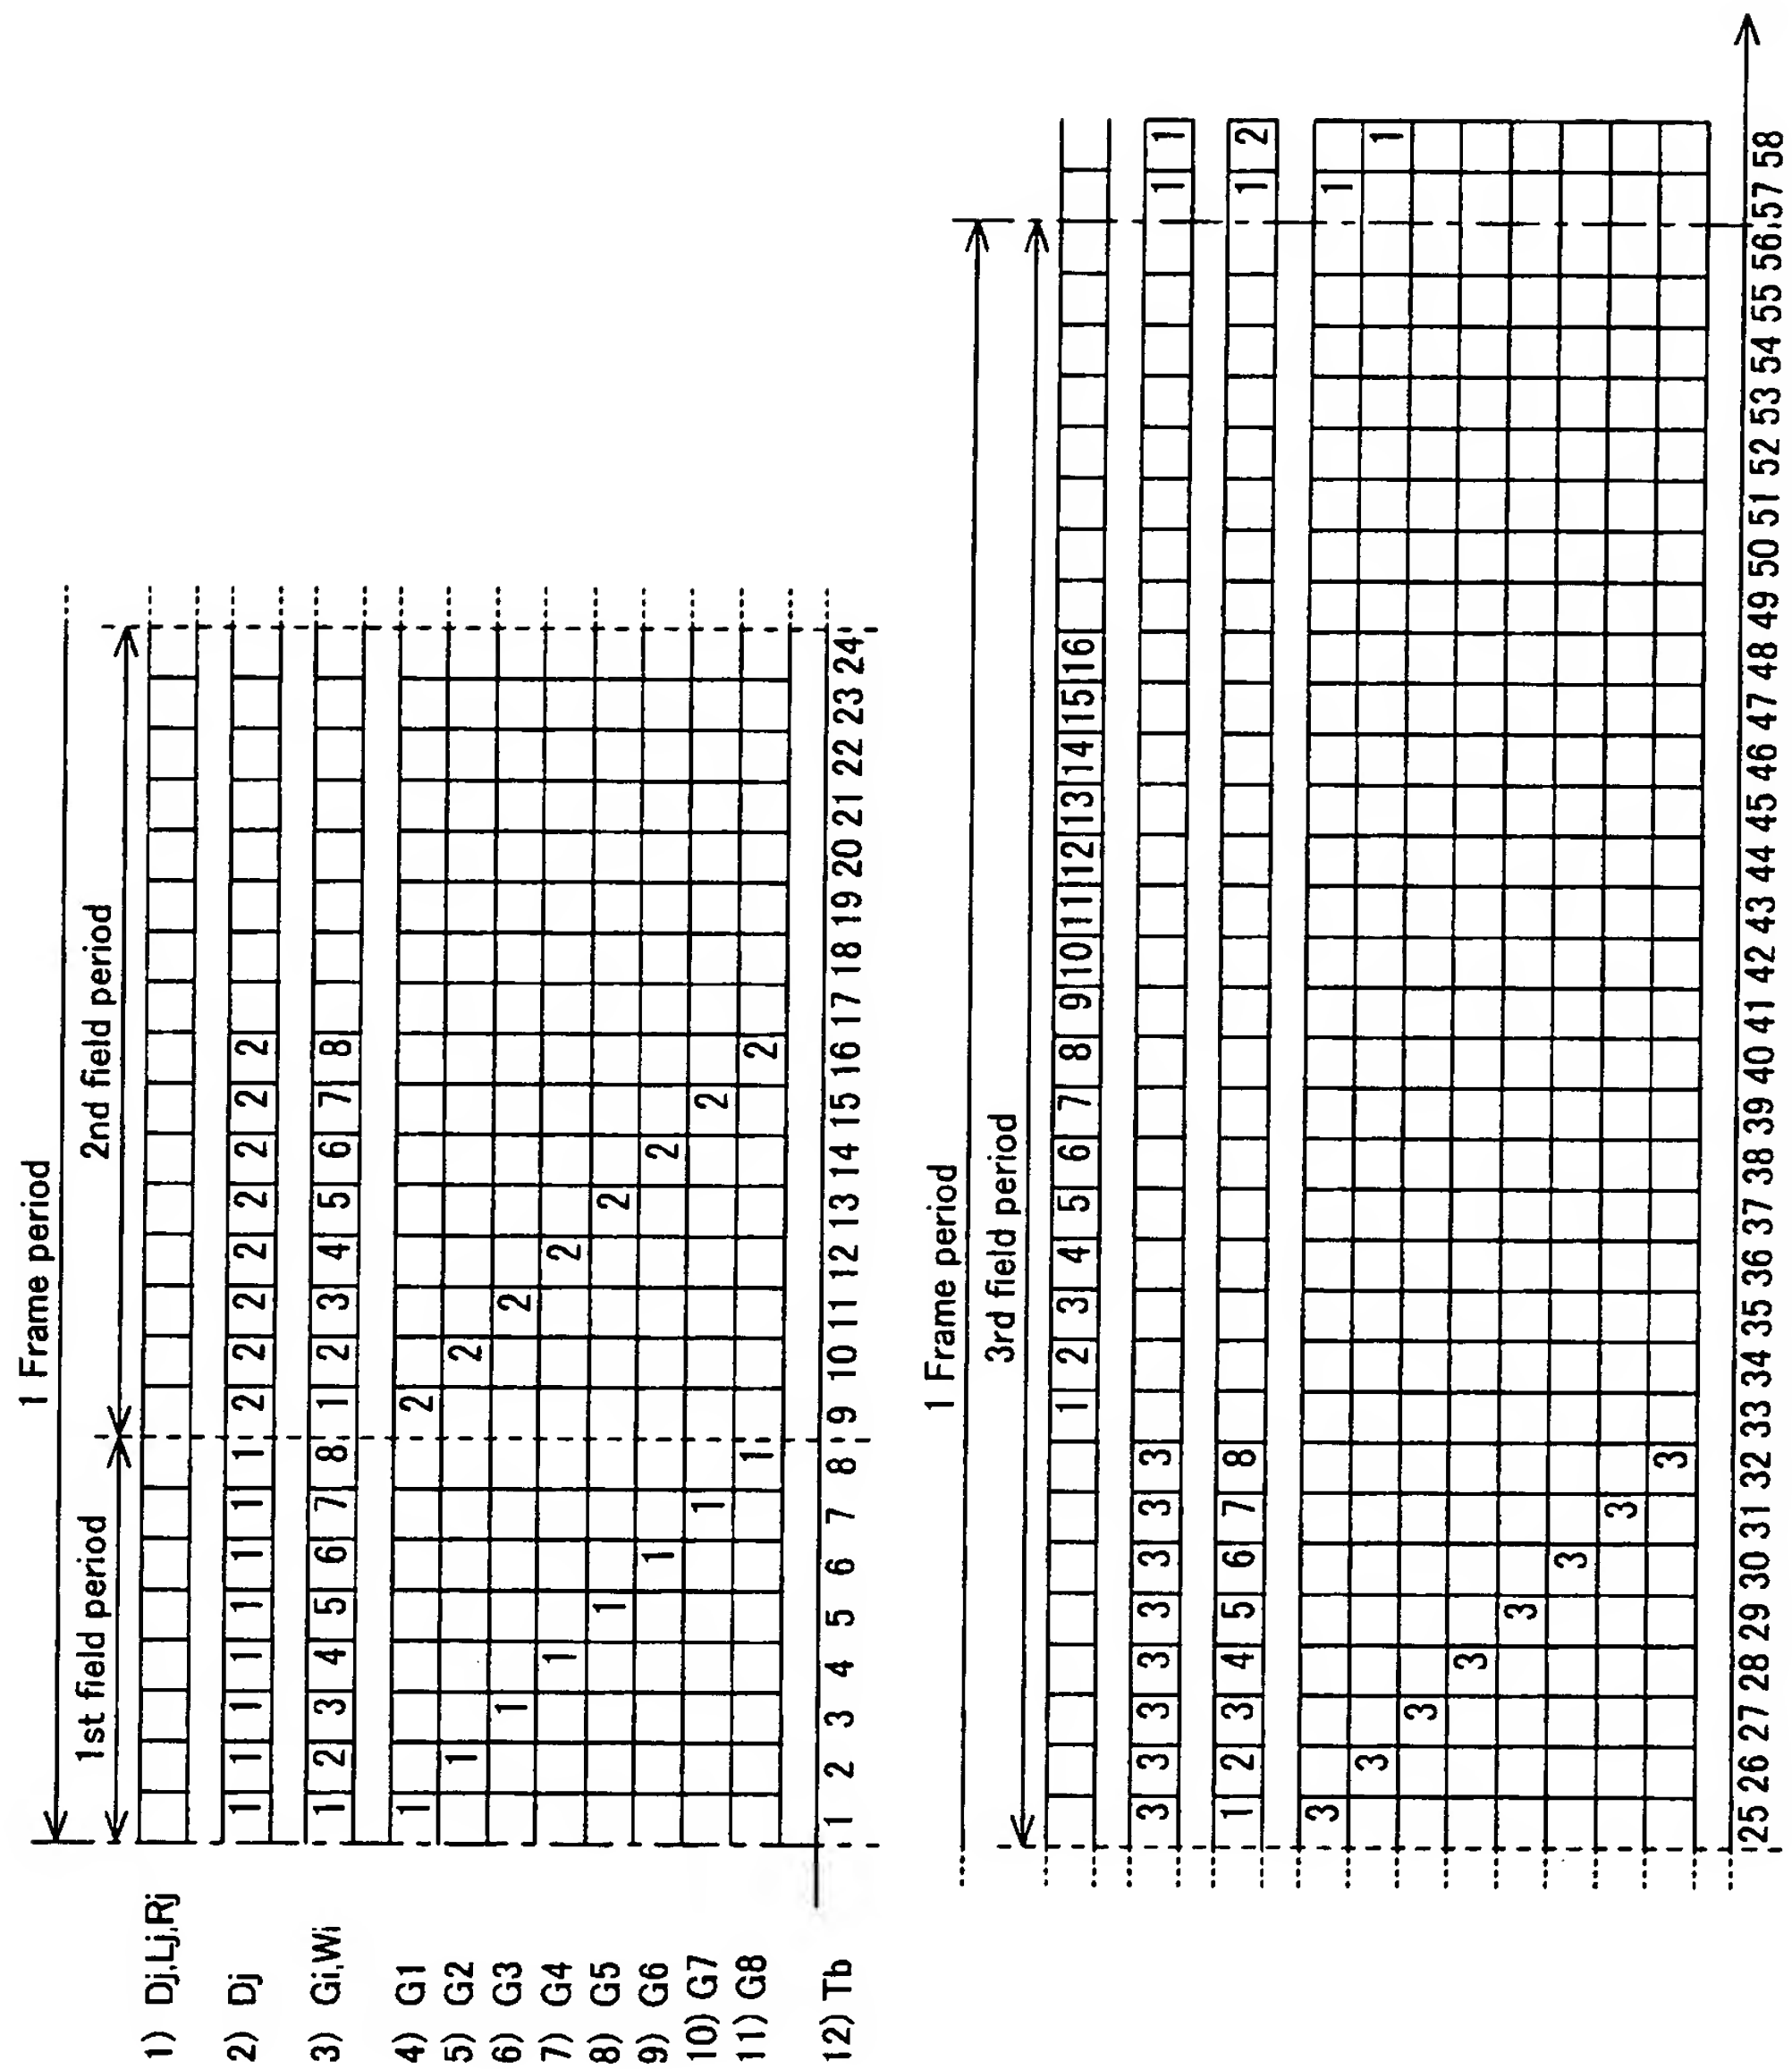 1 Frame period
1st field period 2nd field period
1) Dj,Lj,Rj
2) Dj 1 1 1 1 1 1 1 1 2 2 2 2 2 2 2 2
3) Gi,Wi 1 2 3 4 5 6 7 8 1 2 3 4 5 6 7 8
4) G1 1 2
5) G2 1 2
6) G3 1 2
7) G4 1 2
8) G5 1 2
9) G6 1 2
10) G7 1 2
11) G8 1 2
12) Tb 1 2 3 4 5 6 7 8 9 10 11 12 13 14 15 16 17 18 19 20 21 22 23 24
1 Frame period
3rd field period
1 2 3 4 5 6 7 8 9 10 11 12 13 14 15 16
3 3 3 3 3 3 3 3 1 1
1 2 3 4 5 6 7 8 1 2
3 1
3 1
3
3
3
3
3
3
25 26 27 28 29 30 31 32 33 34 35 36 37 38 39 40 41 42 43 44 45 46 47 48 49 50 51 52 53 54 55 56 57 58